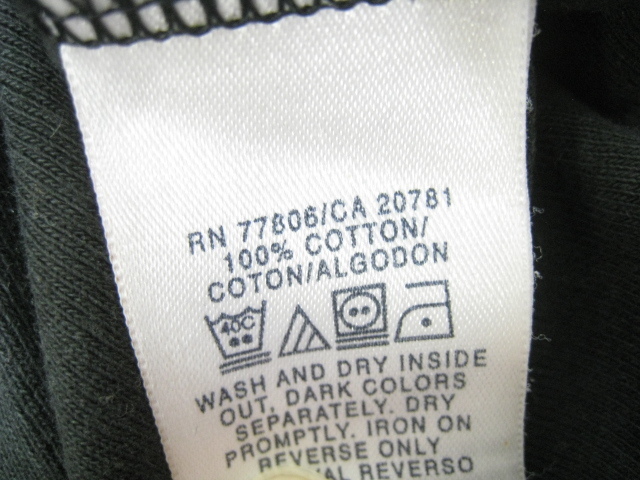 RN 77806/CA 20781
100% COTTON/
COTON/ALGODON
40C
WASH AND DRY INSIDE
OUT, DARK COLORS
SEPARATELY. DRY
PROMPTLY. IRON ON
REVERSE ONLY
REVERSO